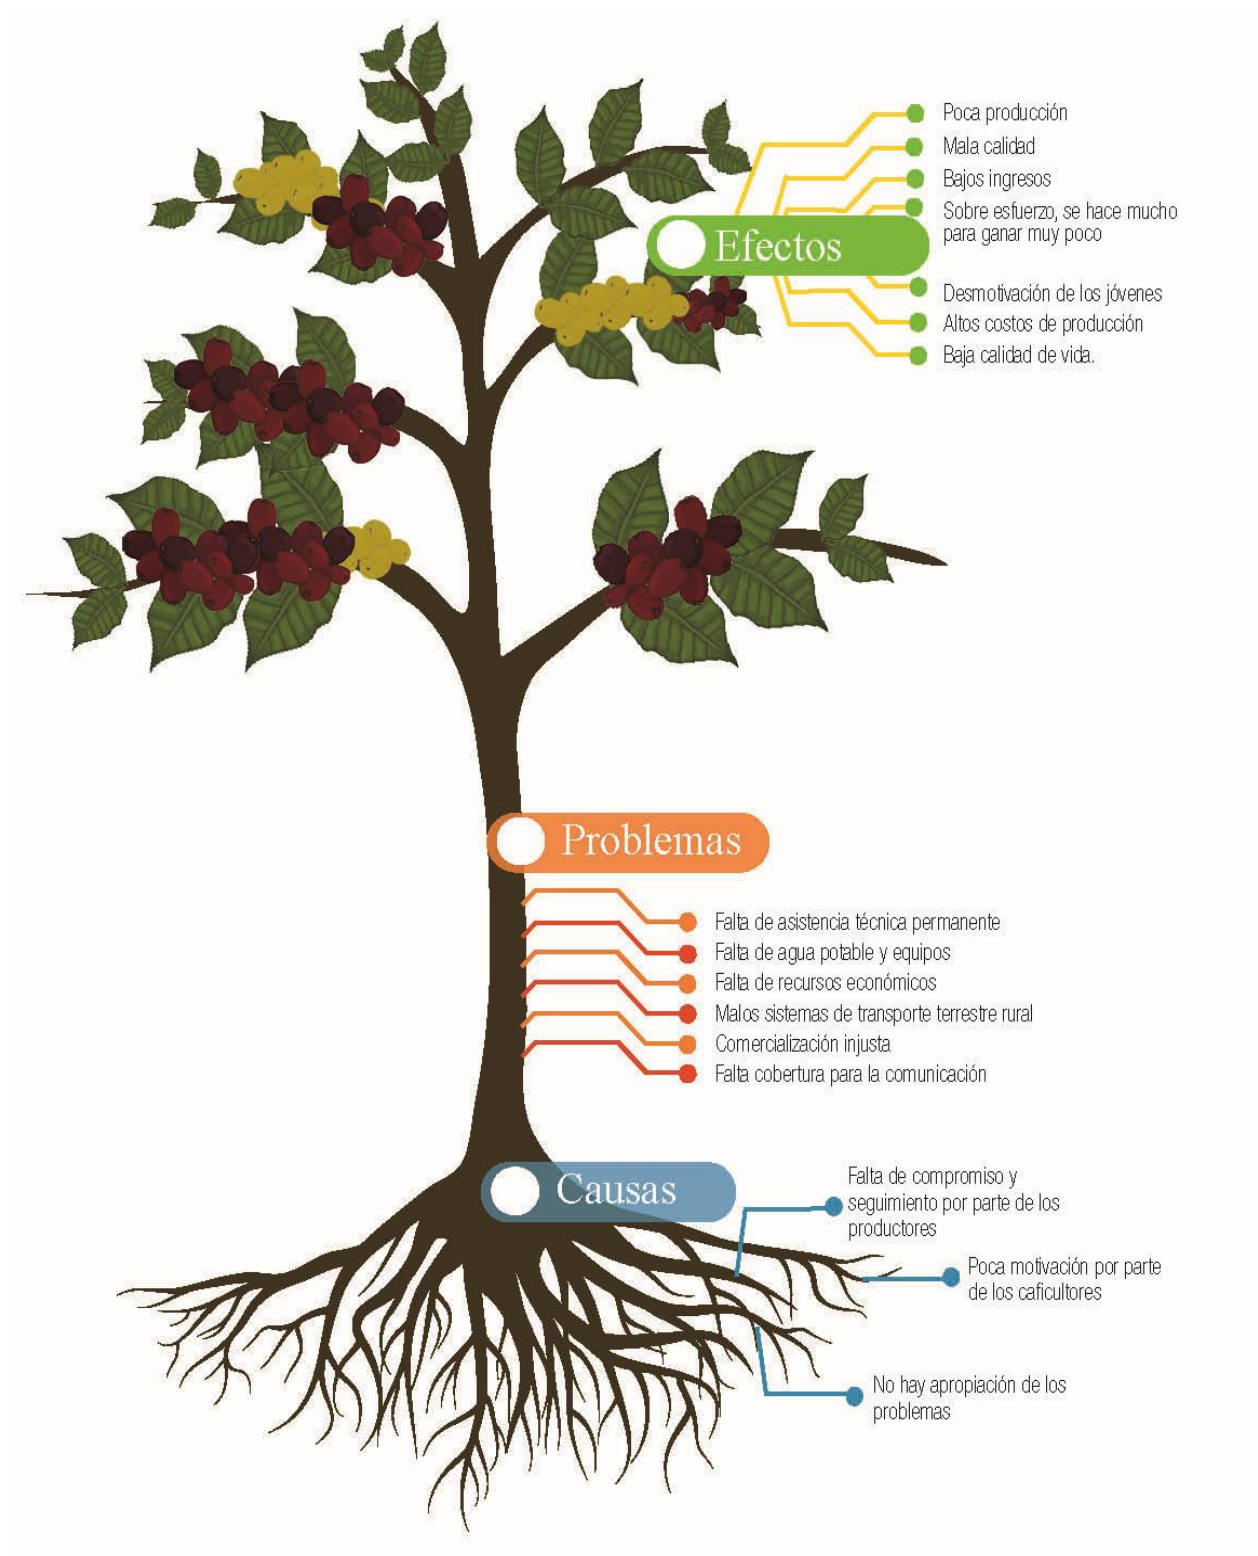 Poca producción
Mala calidad
Bajos ingresos
Sobre esfuerzo, se hace mucho
para ganar muy poco
Efectos
Desmotivación de los jóvenes
Altos costos de producción
Baja calidad de vida.
Problemas
Falta de asistencia técnica permanente
Falta de agua potable y equipos
Falta de recursos económicos
Malos sistemas de transporte terrestre rural
Comercialización injusta
Falta cobertura para la comunicación
Causas
Falta de compromiso y
seguimiento por parte de los
productores
Poca motivación por parte
de los caficultores
No hay apropiación de los
problemas